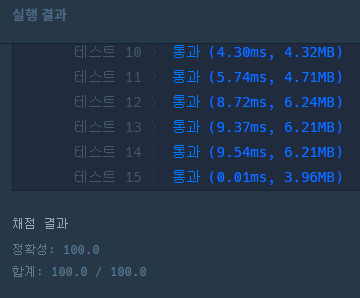 실행 결과
테스트 10 〉 통과 (4.30ms, 4.32MB)
테스트 11 〉 통과 (5.74ms, 4.71MB)
테스트 12 〉 통과 (8.72ms, 6.24MB)
테스트 13 〉 통과 (9.37ms, 6.21MB)
테스트 14 〉 통과 (9.54ms, 6.21MB)
테스트 15 〉 통과 (0.01ms, 3.96MB)
채점 결과
정확성: 100.0
합계: 100.0 / 100.0